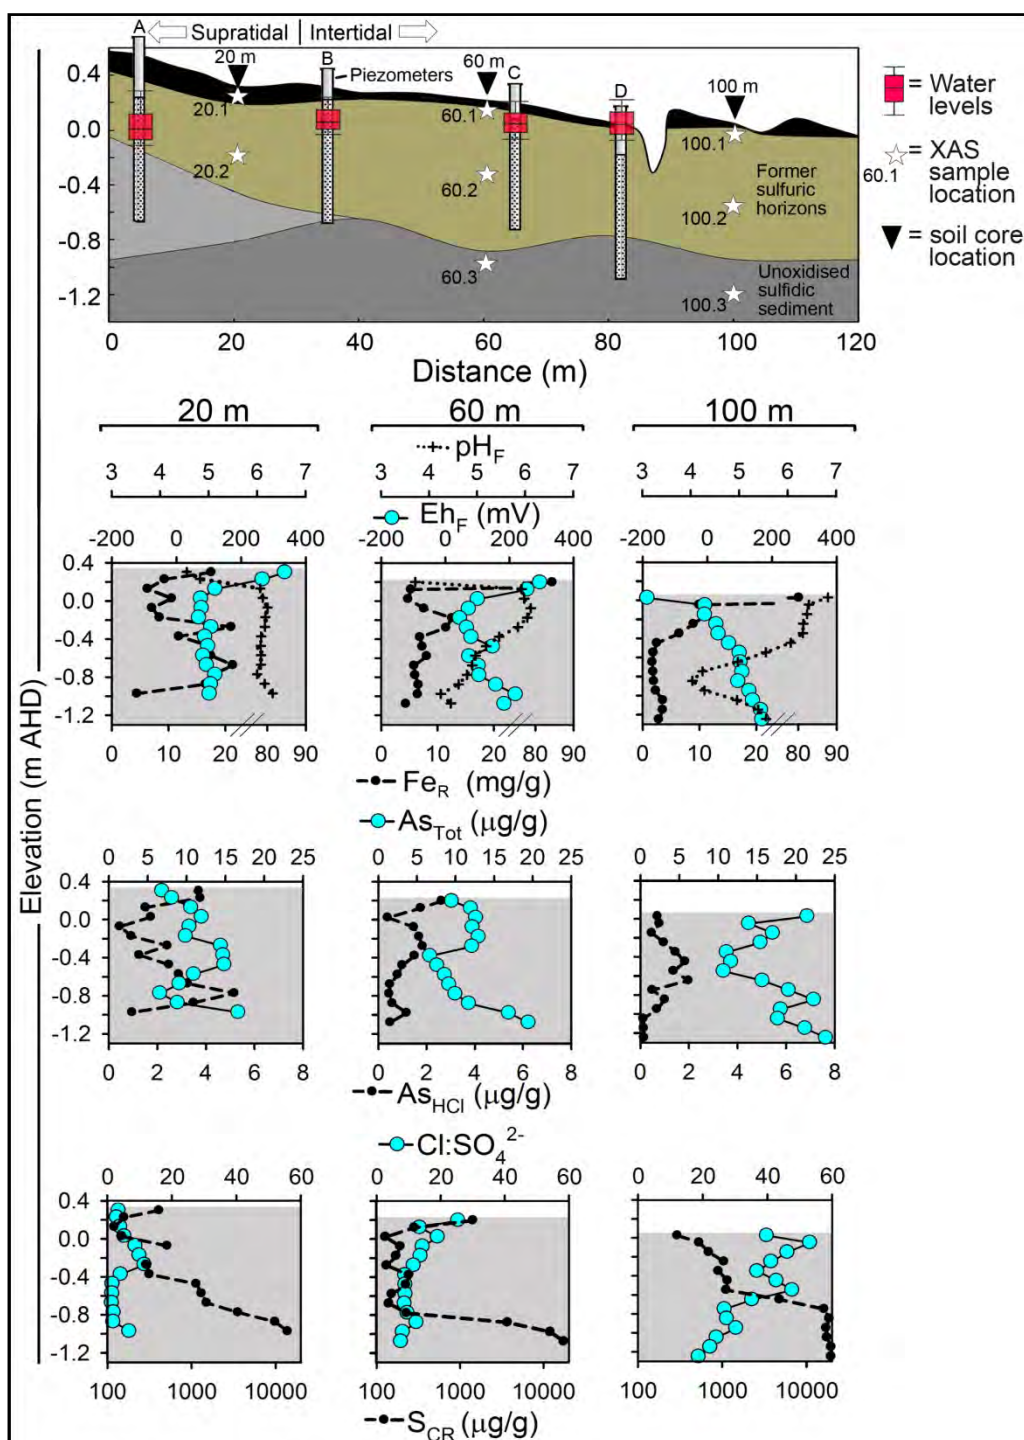 A
Supratidal | Intertidal
20 m
B
Piezometers
60 m
C
D
100 m
= Water
levels
= XAS
sample
location
60.1
= soil core
location
0.4
0.0
-0.4
-0.8
-1.2
20.1
20.2
60.1
60.2
60.3
100.1
100.2
100.3
Former
sulfuric
horizons
Unoxidised
sulfidic
sediment
0 20 40 60 80 100 120
Distance (m)
Elevation (m AHD)
20 m 60 m 100 m
pH_F
3 4 5 6 7 3 4 5 6 7 3 4 5 6 7
Eh_F (mV)
-200 0 200 400 -200 0 200 400 -200 0 200 400
0.4
0.0
-0.4
-0.8
-1.2
0 10 20 80 90 0 10 20 80 90 0 10 20 80 90
Fe_R (mg/g)
As_Tot (μg/g)
0 5 10 15 20 25 0 5 10 15 20 25 0 5 10 15 20 25
0.4
0.0
-0.4
-0.8
-1.2
0 2 4 6 8 0 2 4 6 8 0 2 4 6 8
As_HCl (μg/g)
Cl:SO₄²⁻
0 20 40 60 0 20 40 60 0 20 40 60
0.4
0.0
-0.4
-0.8
-1.2
100 1000 10000 100 1000 10000 100 1000 10000
S_CR (μg/g)